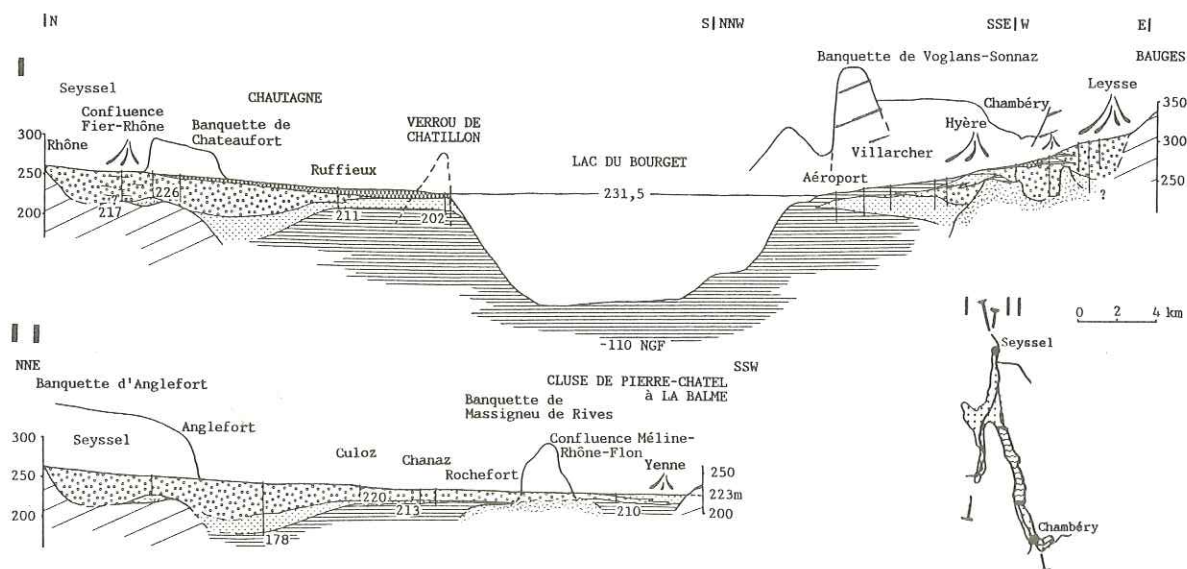 N
S NNW
SSE W
E
I
Banquette de Voglans-Sonnaz
BAUGES
Seyssel
CHAUTAGNE
Leysse
Confluence
Fier-Rhône
Banquette de
Chateaufort
VERROU DE
CHATILLON
Chambéry
Hyère
350
300
250
300
250
200
Rhône
Ruffieux
LAC DU BOURGET
Villarcher
Aéroport
231,5
226
217
211
202
?
-110 NGF
II
NNE
SSW
Banquette d'Anglefort
CLUSE DE PIERRE-CHATEL
à LA BALME
Banquette de
Massigneu de Rives
Anglefort
Confluence Méline-
Rhône-Flon
300
250
200
Seyssel
Culoz
Chanaz
Rochefort
Yenne
250
223m
200
220
213
210
178
I II
0 2 4 km
Seyssel
Chambéry